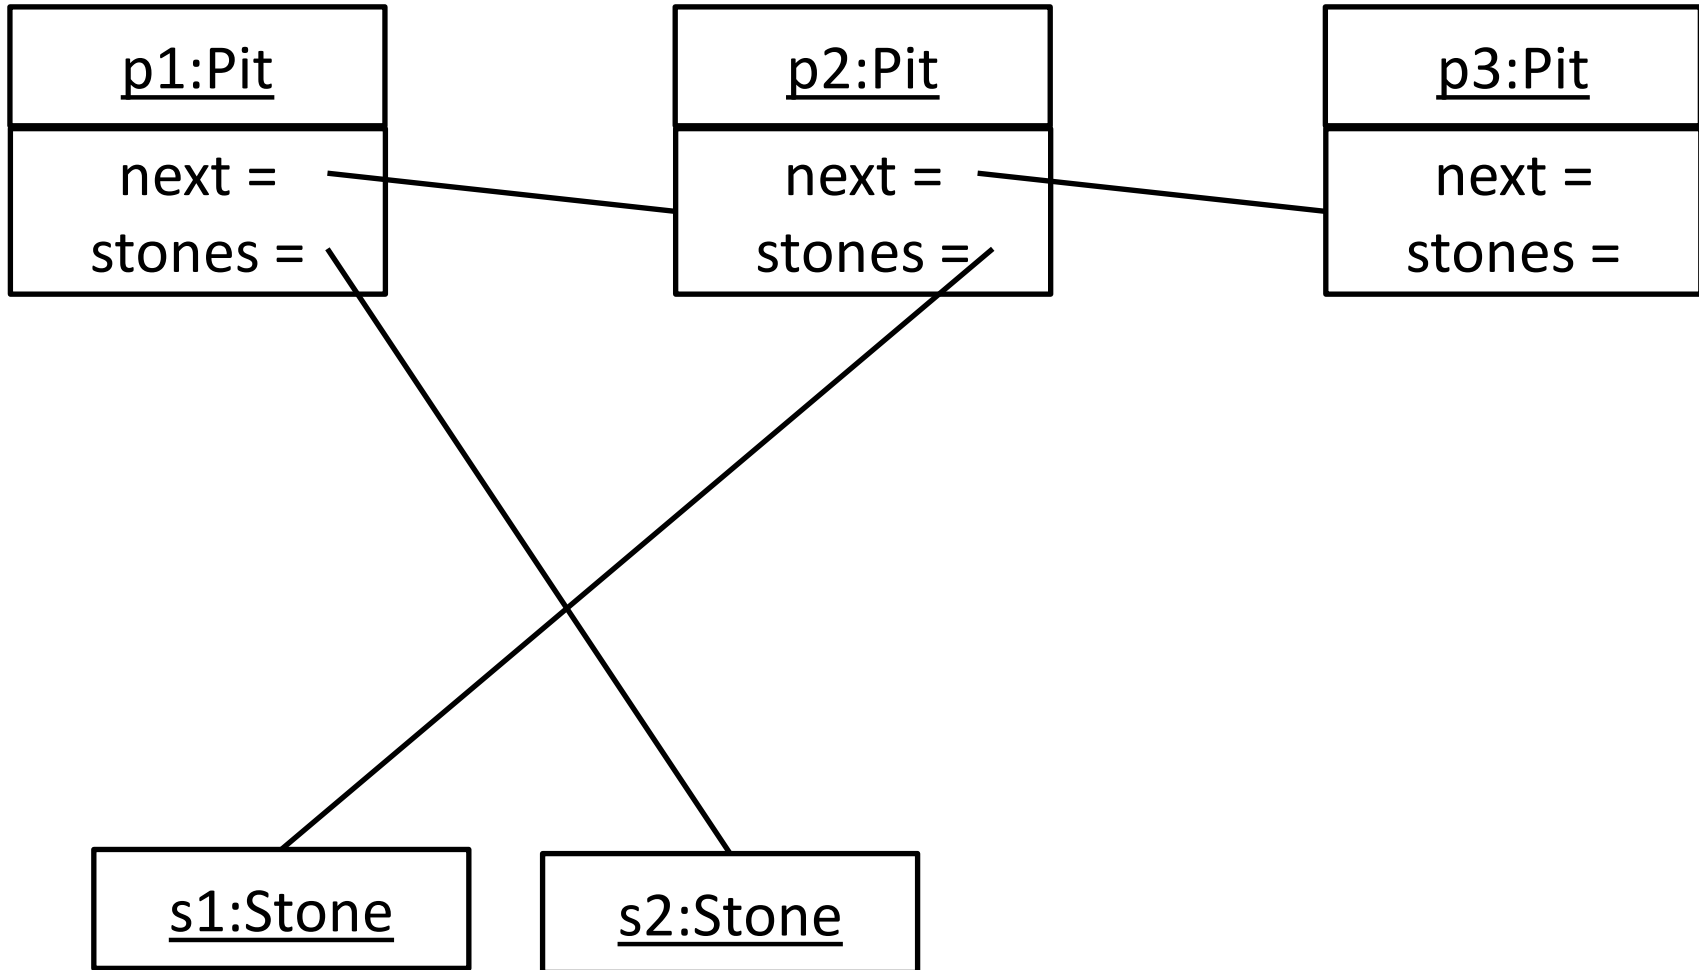 p1:Pit
next =
stones =
p2:Pit
next =
stones =
p3:Pit
next =
stones =
s1:Stone
s2:Stone